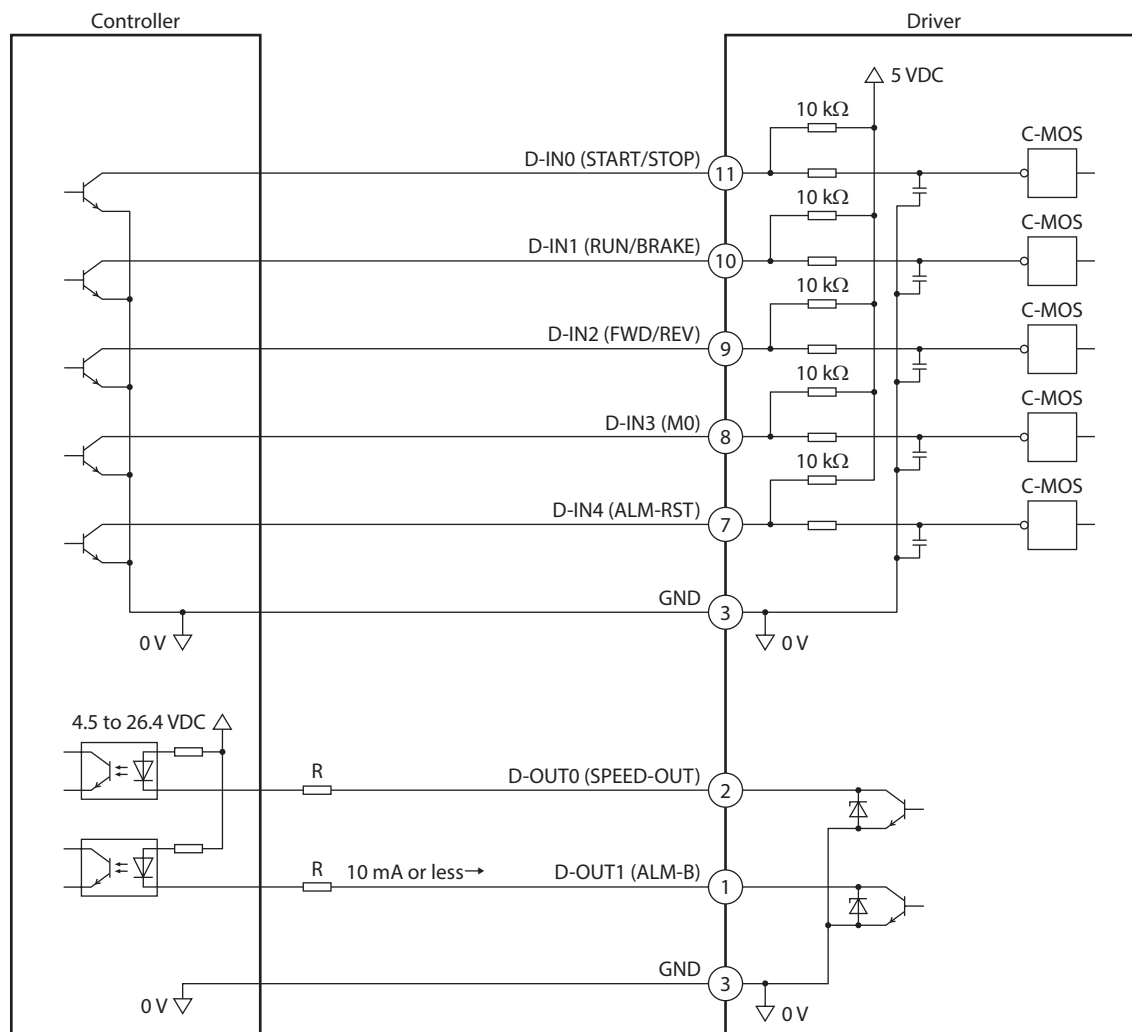 Controller
Driver
5 VDC
10 kΩ
C-MOS
D-IN0 (START/STOP)
11
10 kΩ
C-MOS
D-IN1 (RUN/BRAKE)
10
10 kΩ
C-MOS
D-IN2 (FWD/REV)
9
10 kΩ
C-MOS
D-IN3 (M0)
8
10 kΩ
C-MOS
D-IN4 (ALM-RST)
7
GND
3
0 V
0 V
4.5 to 26.4 VDC
R
D-OUT0 (SPEED-OUT)
2
R
10 mA or less→
D-OUT1 (ALM-B)
1
GND
3
0 V
0 V